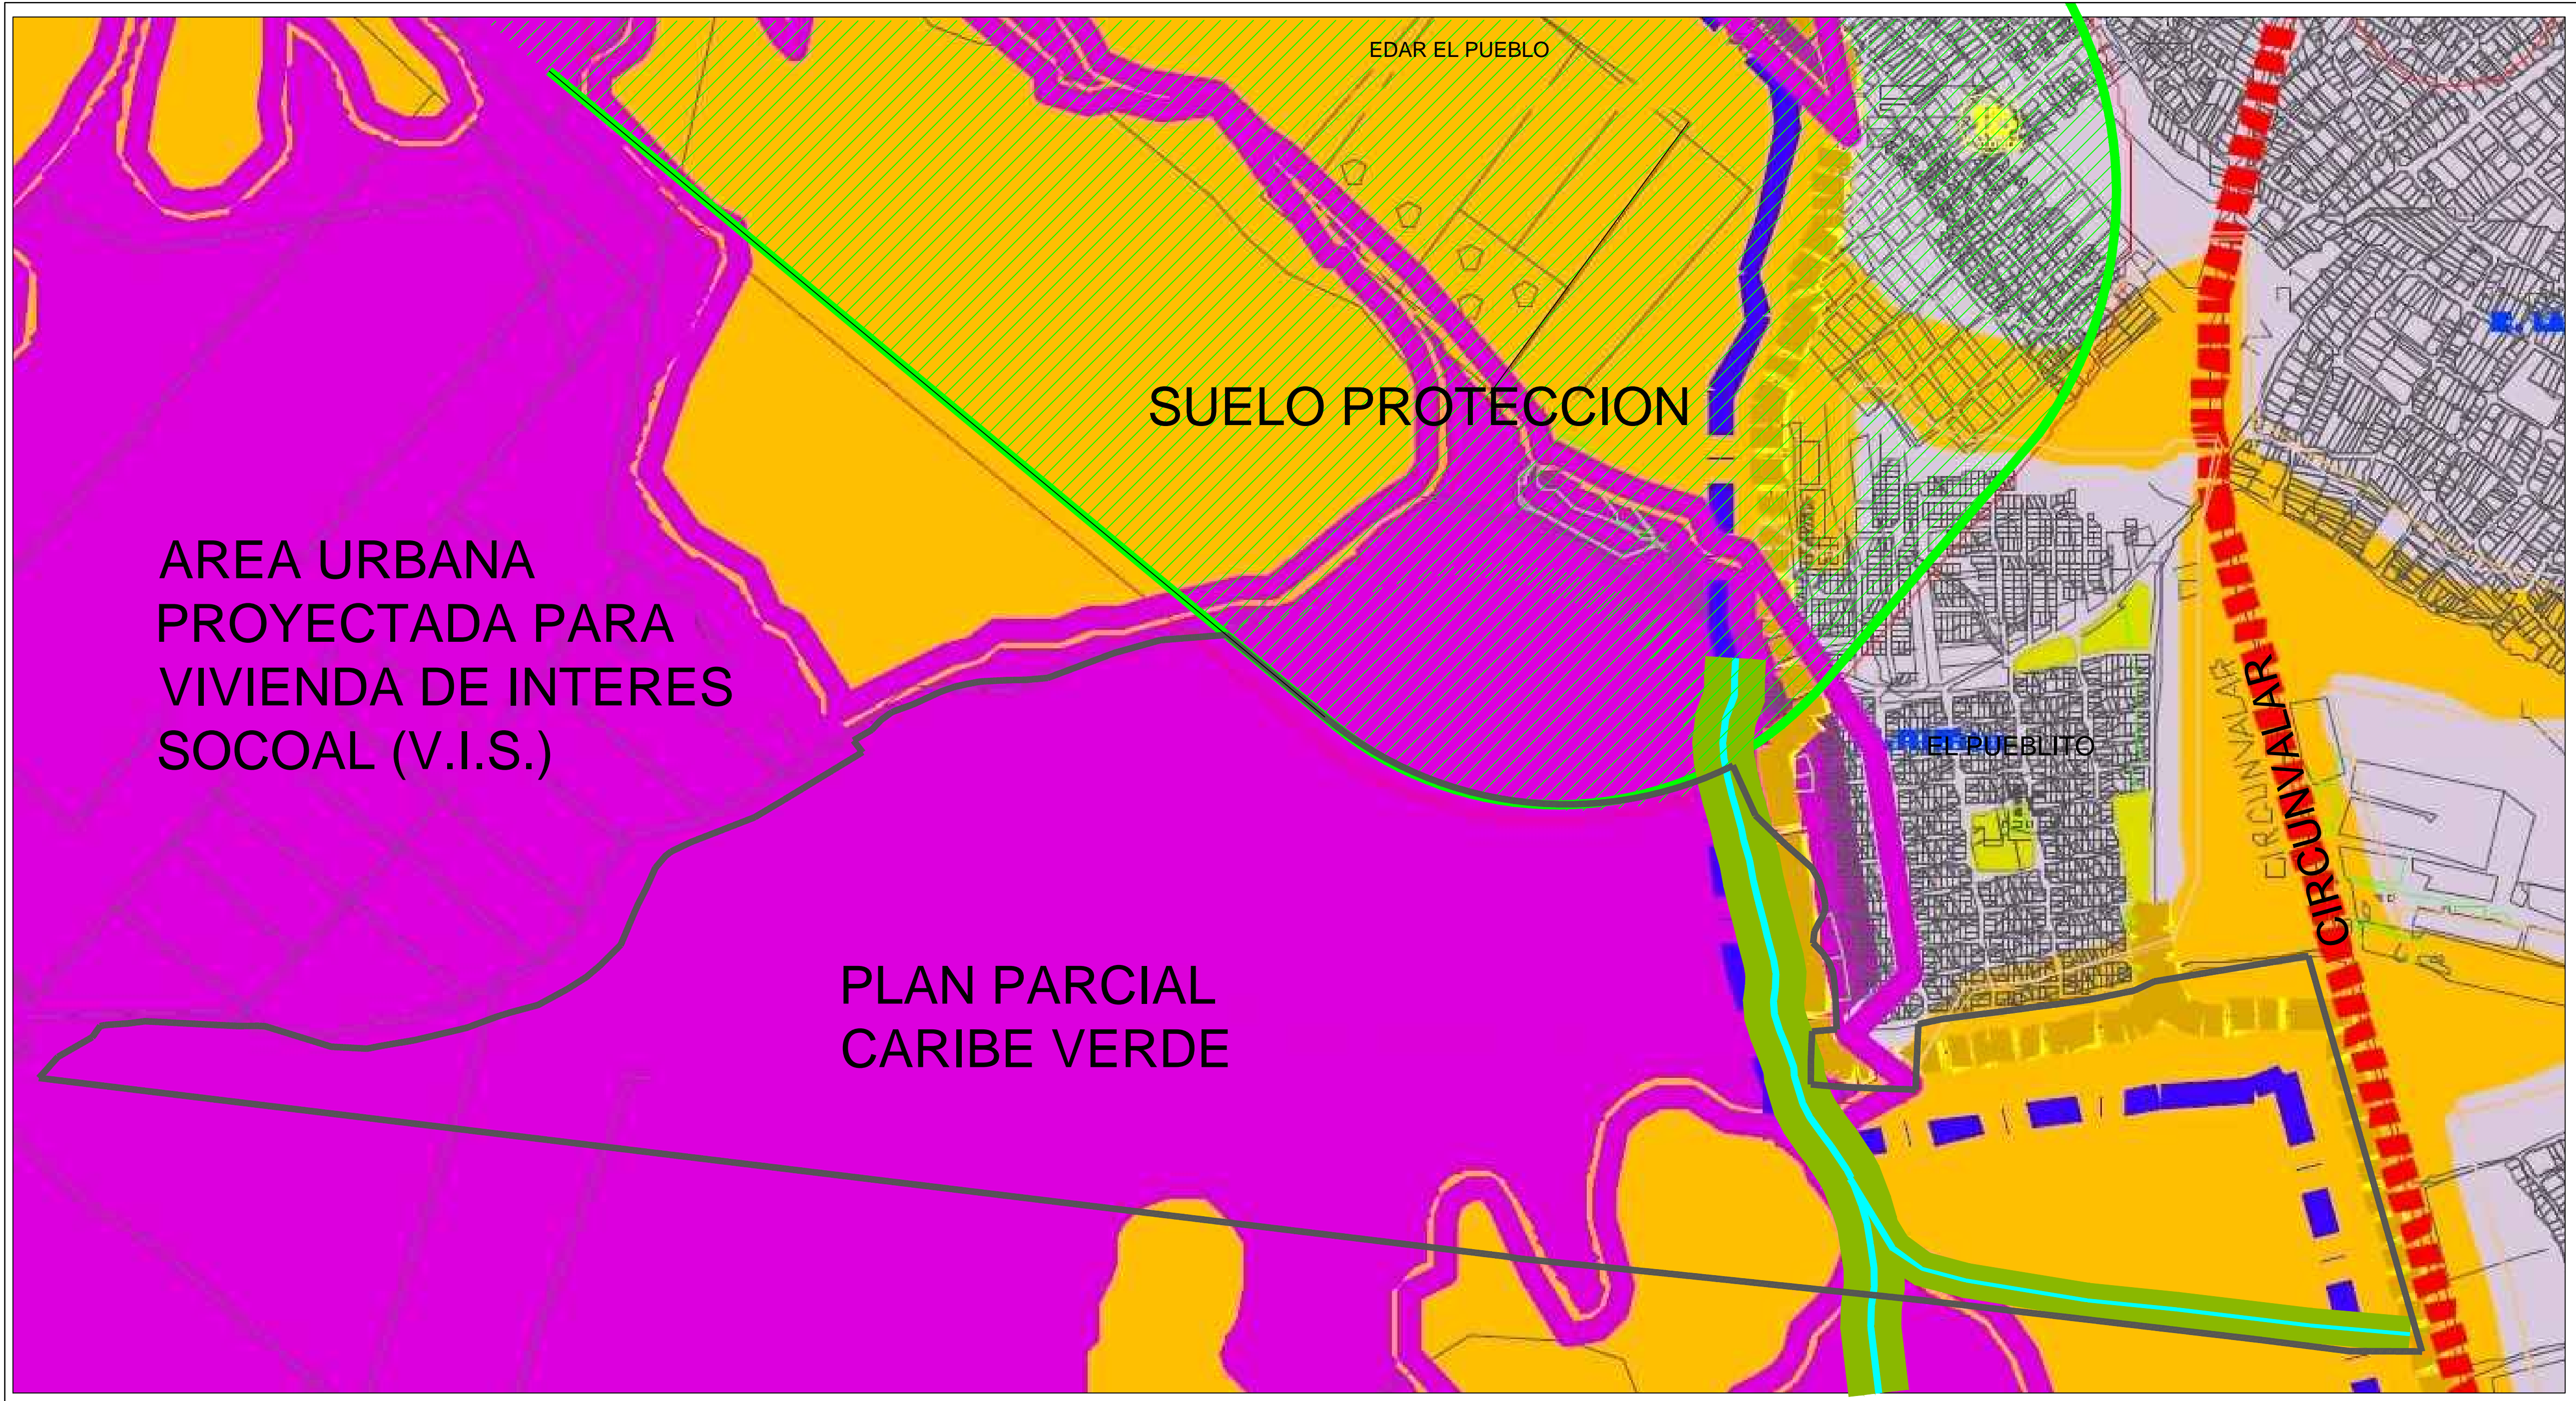 EDAR EL PUEBLO
SUELO PROTECCION
AREA URBANA
PROYECTADA PARA
VIVIENDA DE INTERES
SOCOAL (V.I.S.)
EL PUEBLITO
CIRCUNVALAR
CIRCUNVALAR
PLAN PARCIAL
CARIBE VERDE